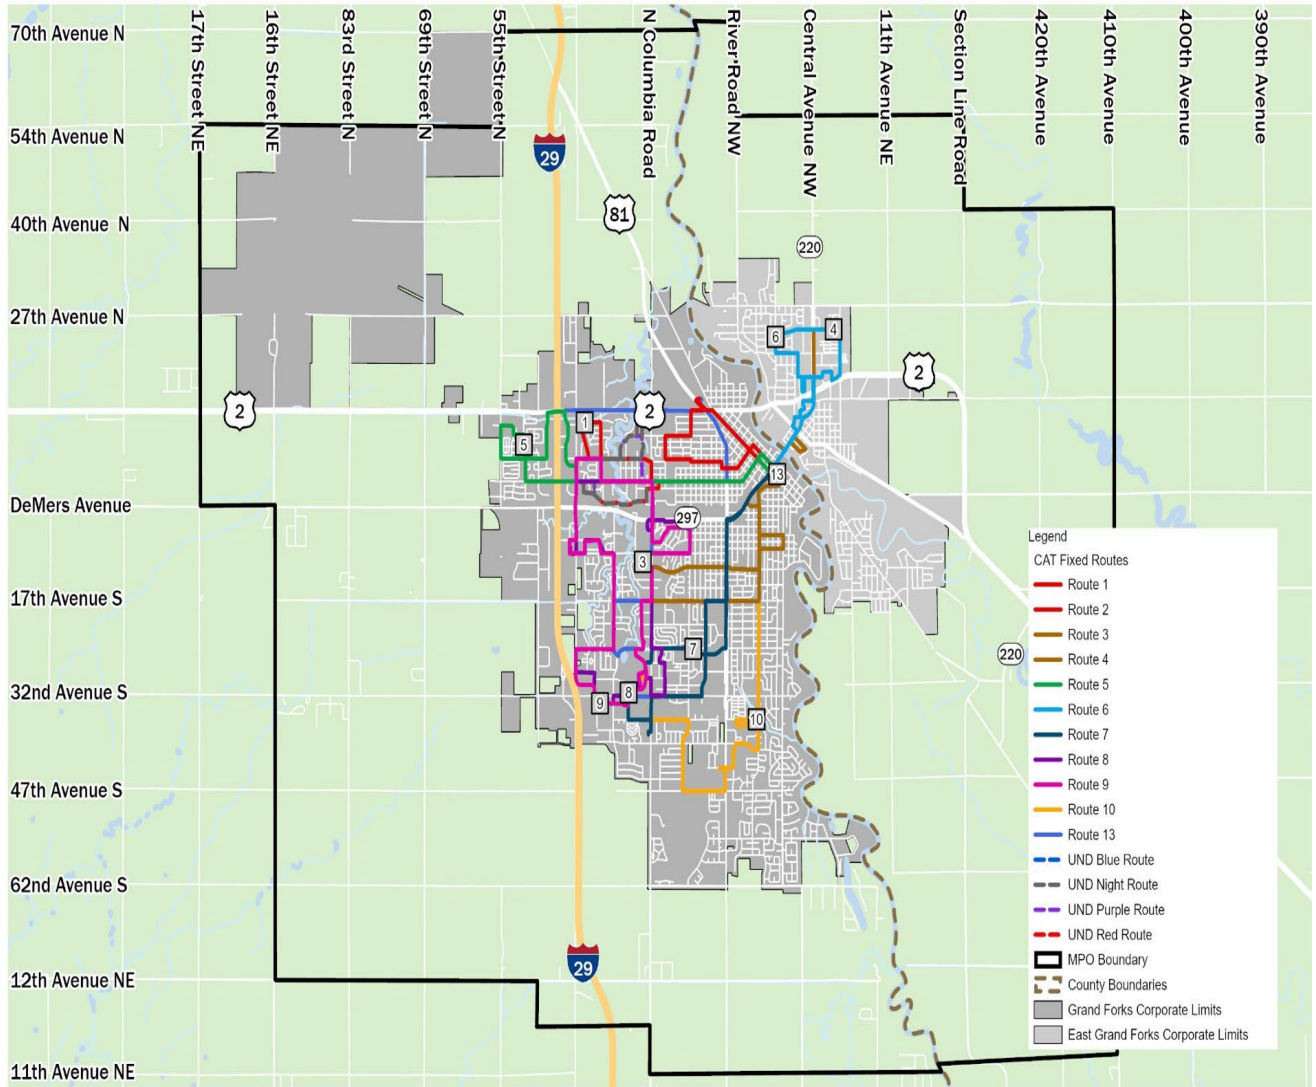 17th Street NE
16th Street NE
83rd Street N
69th Street N
55th Street N
N Columbia Road
River Road NW
Central Avenue NW
11th Avenue NE
Section Line Road
420th Avenue
410th Avenue
400th Avenue
390th Avenue
70th Avenue N
54th Avenue N
29
81
40th Avenue N
220
27th Avenue N
6
4
2
2
2
1
5
13
DeMers Avenue
297
3
17th Avenue S
7
220
32nd Avenue S
8
9
10
47th Avenue S
62nd Avenue S
29
12th Avenue NE
11th Avenue NE
Legend
CAT Fixed Routes
Route 1
Route 2
Route 3
Route 4
Route 5
Route 6
Route 7
Route 8
Route 9
Route 10
Route 13
UND Blue Route
UND Night Route
UND Purple Route
UND Red Route
MPO Boundary
County Boundaries
Grand Forks Corporate Limits
East Grand Forks Corporate Limits